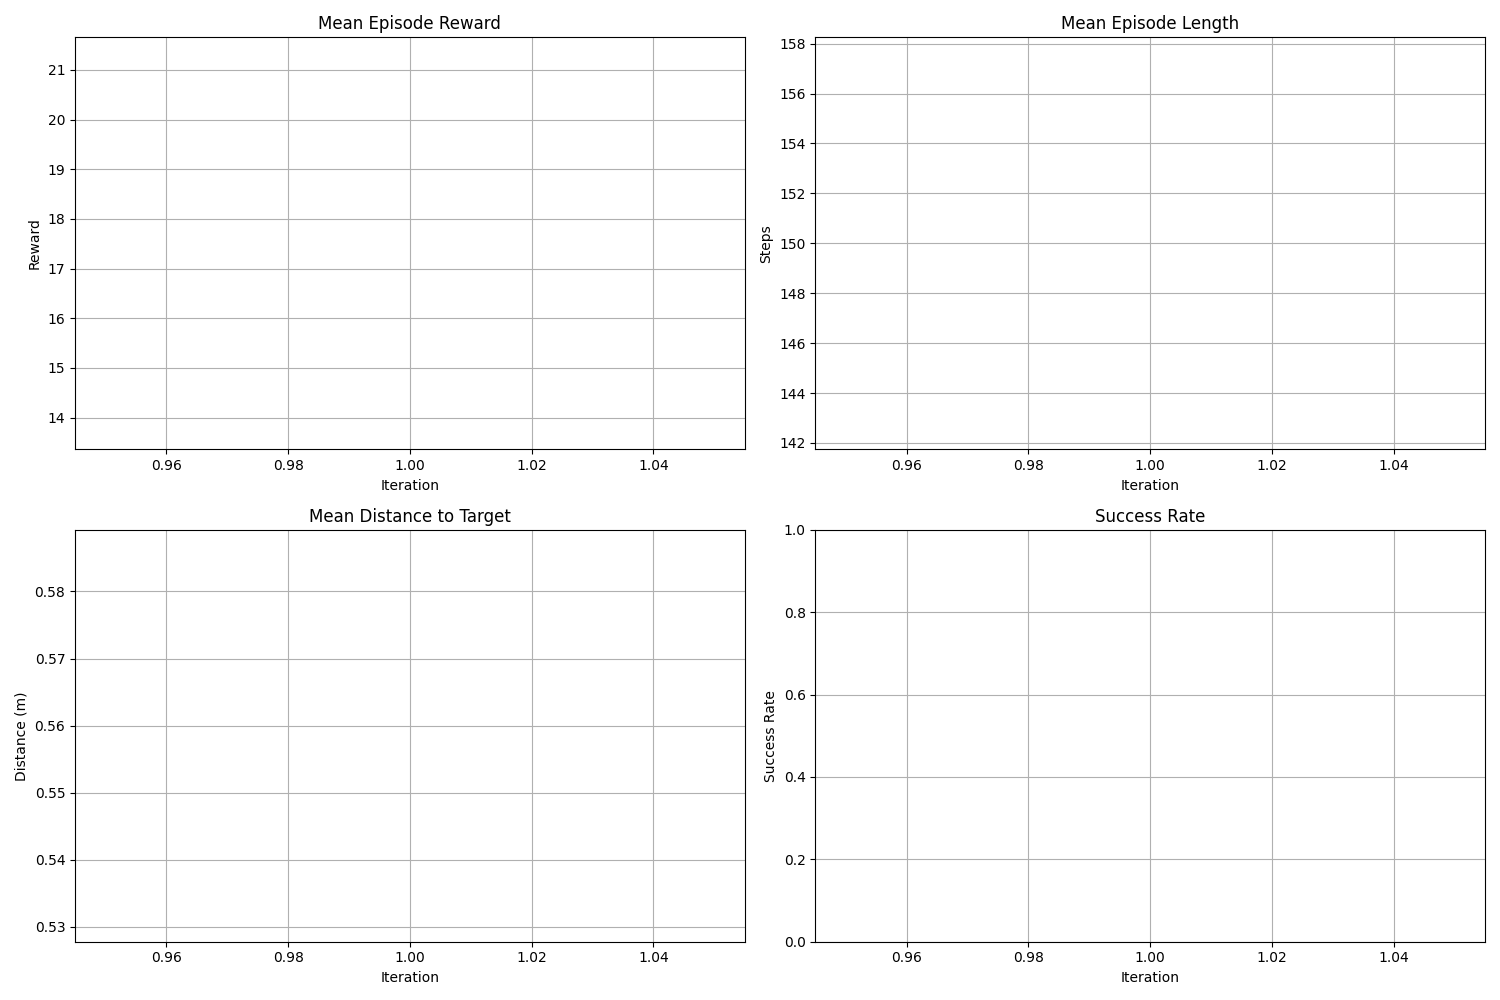 Mean Episode Reward
Reward
21
20
19
18
17
16
15
14
0.96 0.98 1.00 1.02 1.04
Iteration
Mean Episode Length
Steps
158
156
154
152
150
148
146
144
142
0.96 0.98 1.00 1.02 1.04
Iteration
Mean Distance to Target
Distance (m)
0.58
0.57
0.56
0.55
0.54
0.53
0.96 0.98 1.00 1.02 1.04
Iteration
Success Rate
Success Rate
1.0
0.8
0.6
0.4
0.2
0.0
0.96 0.98 1.00 1.02 1.04
Iteration